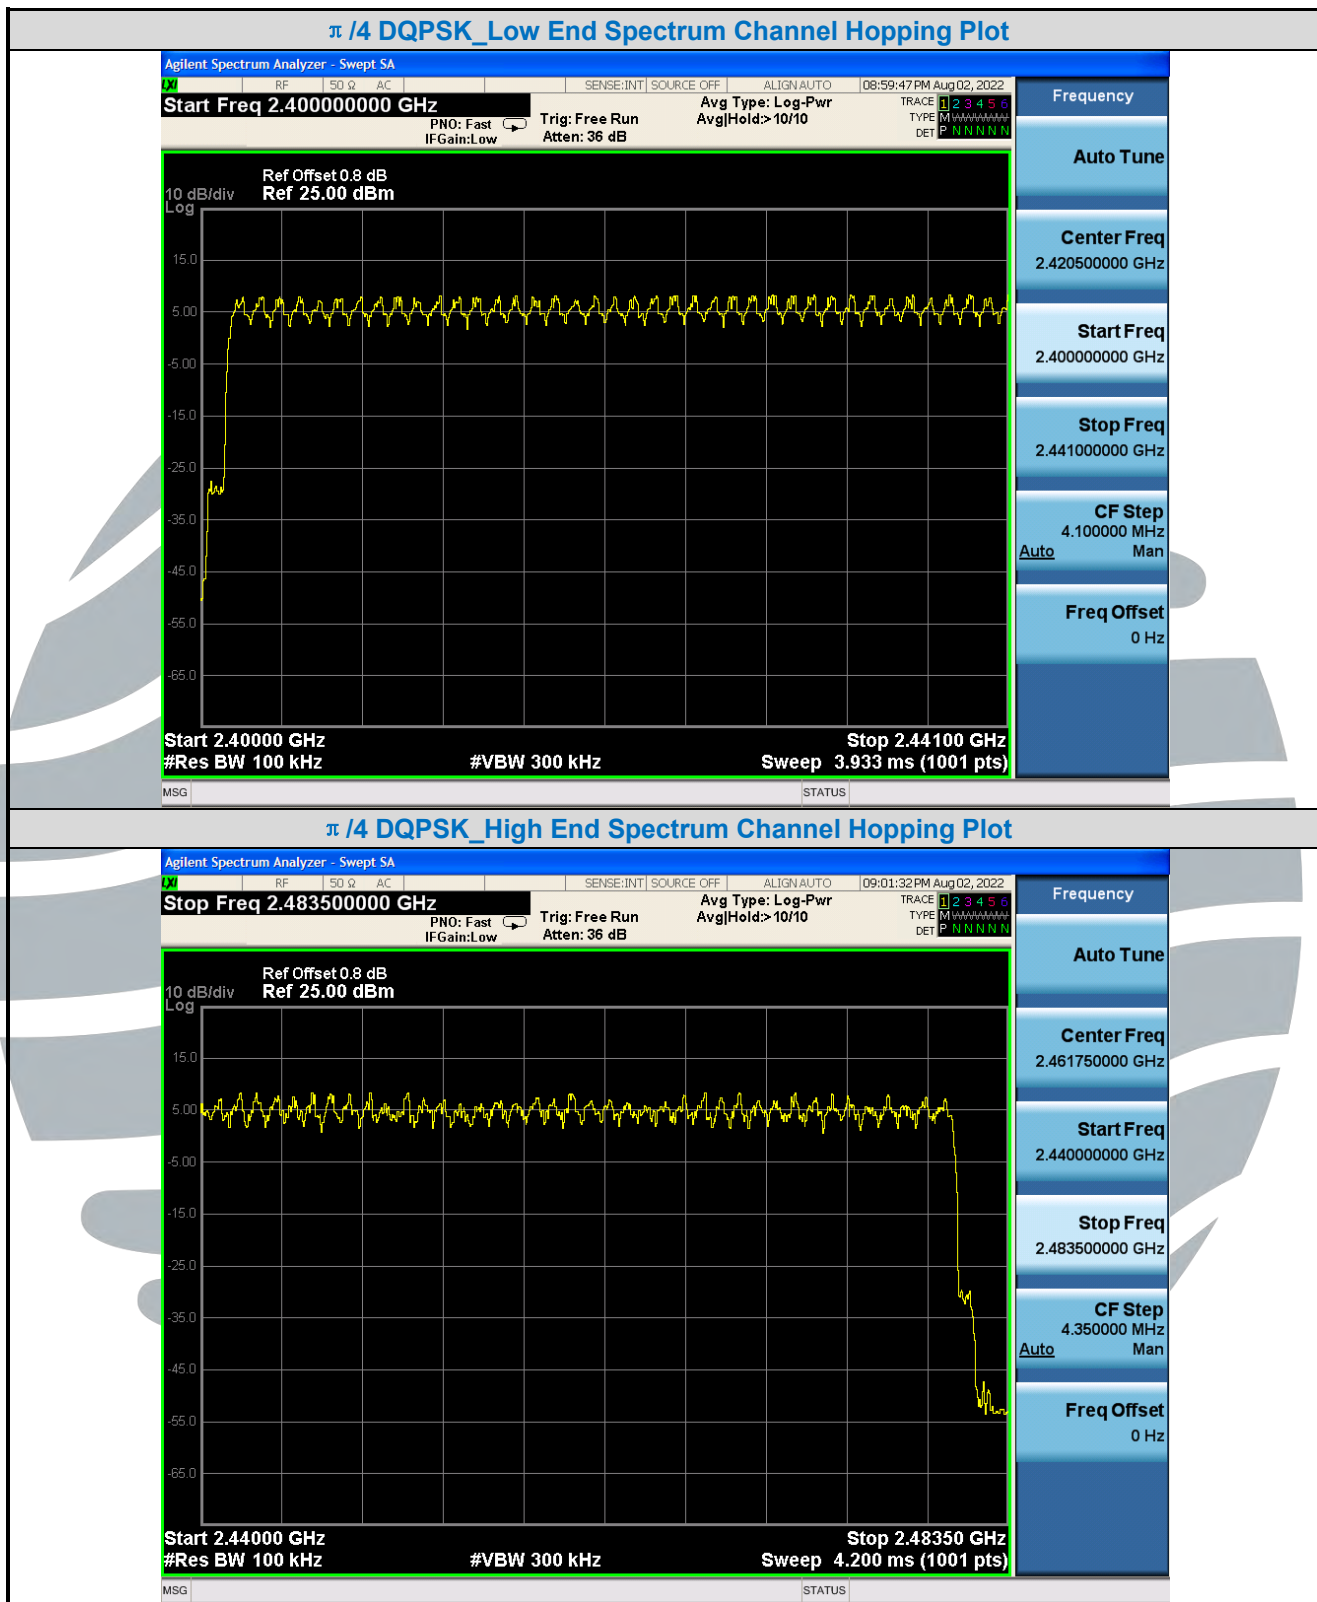 π /4 DQPSK_Low End Spectrum Channel Hopping Plot
Agilent Spectrum Analyzer - Swept SA
LXI RF 50 Ω AC SENSE:INT SOURCE OFF ALIGN AUTO 08:59:47 PM Aug 02, 2022
Start Freq 2.400000000 GHz
PNO: Fast
IFGain:Low
Trig: Free Run
Atten: 36 dB
Avg Type: Log-Pwr
Avg|Hold:>10/10
TRACE 1 2 3 4 5 6
TYPE M
DET P N N N N N
Ref Offset 0.8 dB
10 dB/div Ref 25.00 dBm
Log
15.0
5.00
-5.00
-15.0
-25.0
-35.0
-45.0
-55.0
-65.0
Start 2.40000 GHz Stop 2.44100 GHz
#Res BW 100 kHz #VBW 300 kHz Sweep 3.933 ms (1001 pts)
MSG STATUS
Frequency
Auto Tune
Center Freq
2.420500000 GHz
Start Freq
2.400000000 GHz
Stop Freq
2.441000000 GHz
CF Step
4.100000 MHz
Auto Man
Freq Offset
0 Hz
π /4 DQPSK_High End Spectrum Channel Hopping Plot
Agilent Spectrum Analyzer - Swept SA
LXI RF 50 Ω AC SENSE:INT SOURCE OFF ALIGN AUTO 09:01:32 PM Aug 02, 2022
Stop Freq 2.483500000 GHz
PNO: Fast
IFGain:Low
Trig: Free Run
Atten: 36 dB
Avg Type: Log-Pwr
Avg|Hold:>10/10
TRACE 1 2 3 4 5 6
TYPE M
DET P N N N N N
Ref Offset 0.8 dB
10 dB/div Ref 25.00 dBm
Log
15.0
5.00
-5.00
-15.0
-25.0
-35.0
-45.0
-55.0
-65.0
Start 2.44000 GHz Stop 2.48350 GHz
#Res BW 100 kHz #VBW 300 kHz Sweep 4.200 ms (1001 pts)
MSG STATUS
Frequency
Auto Tune
Center Freq
2.461750000 GHz
Start Freq
2.440000000 GHz
Stop Freq
2.483500000 GHz
CF Step
4.350000 MHz
Auto Man
Freq Offset
0 Hz